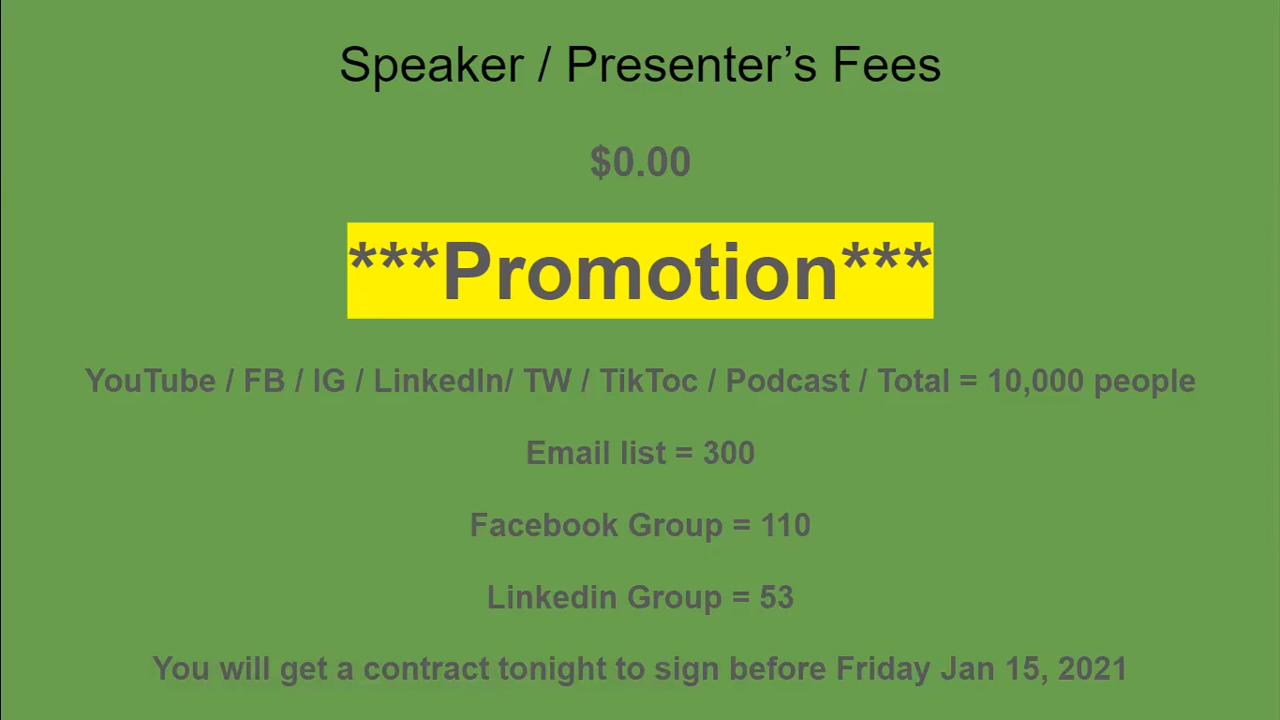 Speaker / Presenter’s Fees
$0.00
***Promotion***
YouTube / FB / IG / LinkedIn/ TW / TikToc / Podcast / Total = 10,000 people
Email list = 300
Facebook Group = 110
Linkedin Group = 53
You will get a contract tonight to sign before Friday Jan 15, 2021